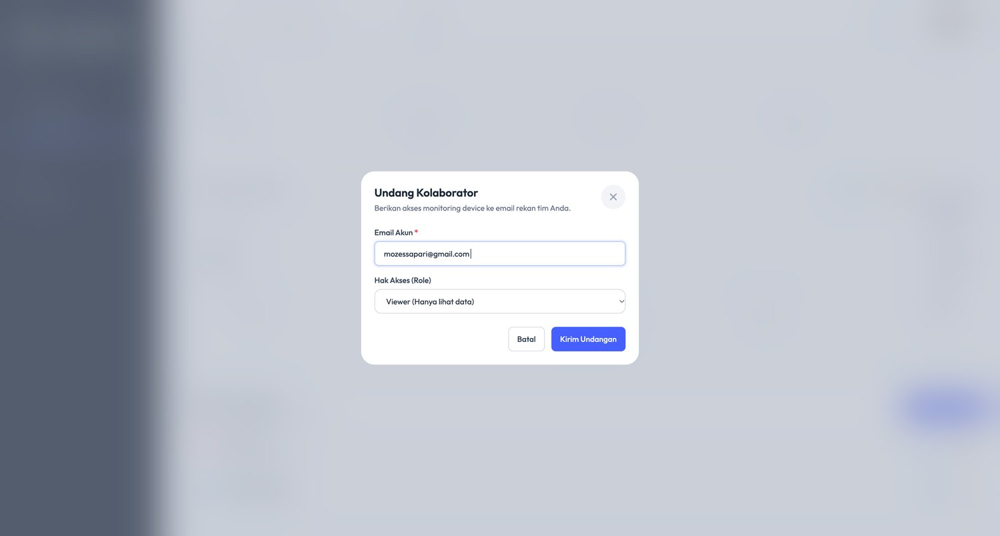 Undang Kolaborator
Berikan akses monitoring device ke email rekan tim Anda.
Email Akun *
mozessapari@gmail.com
Hak Akses (Role)
Viewer (Hanya lihat data)
Batal
Kirim Undangan